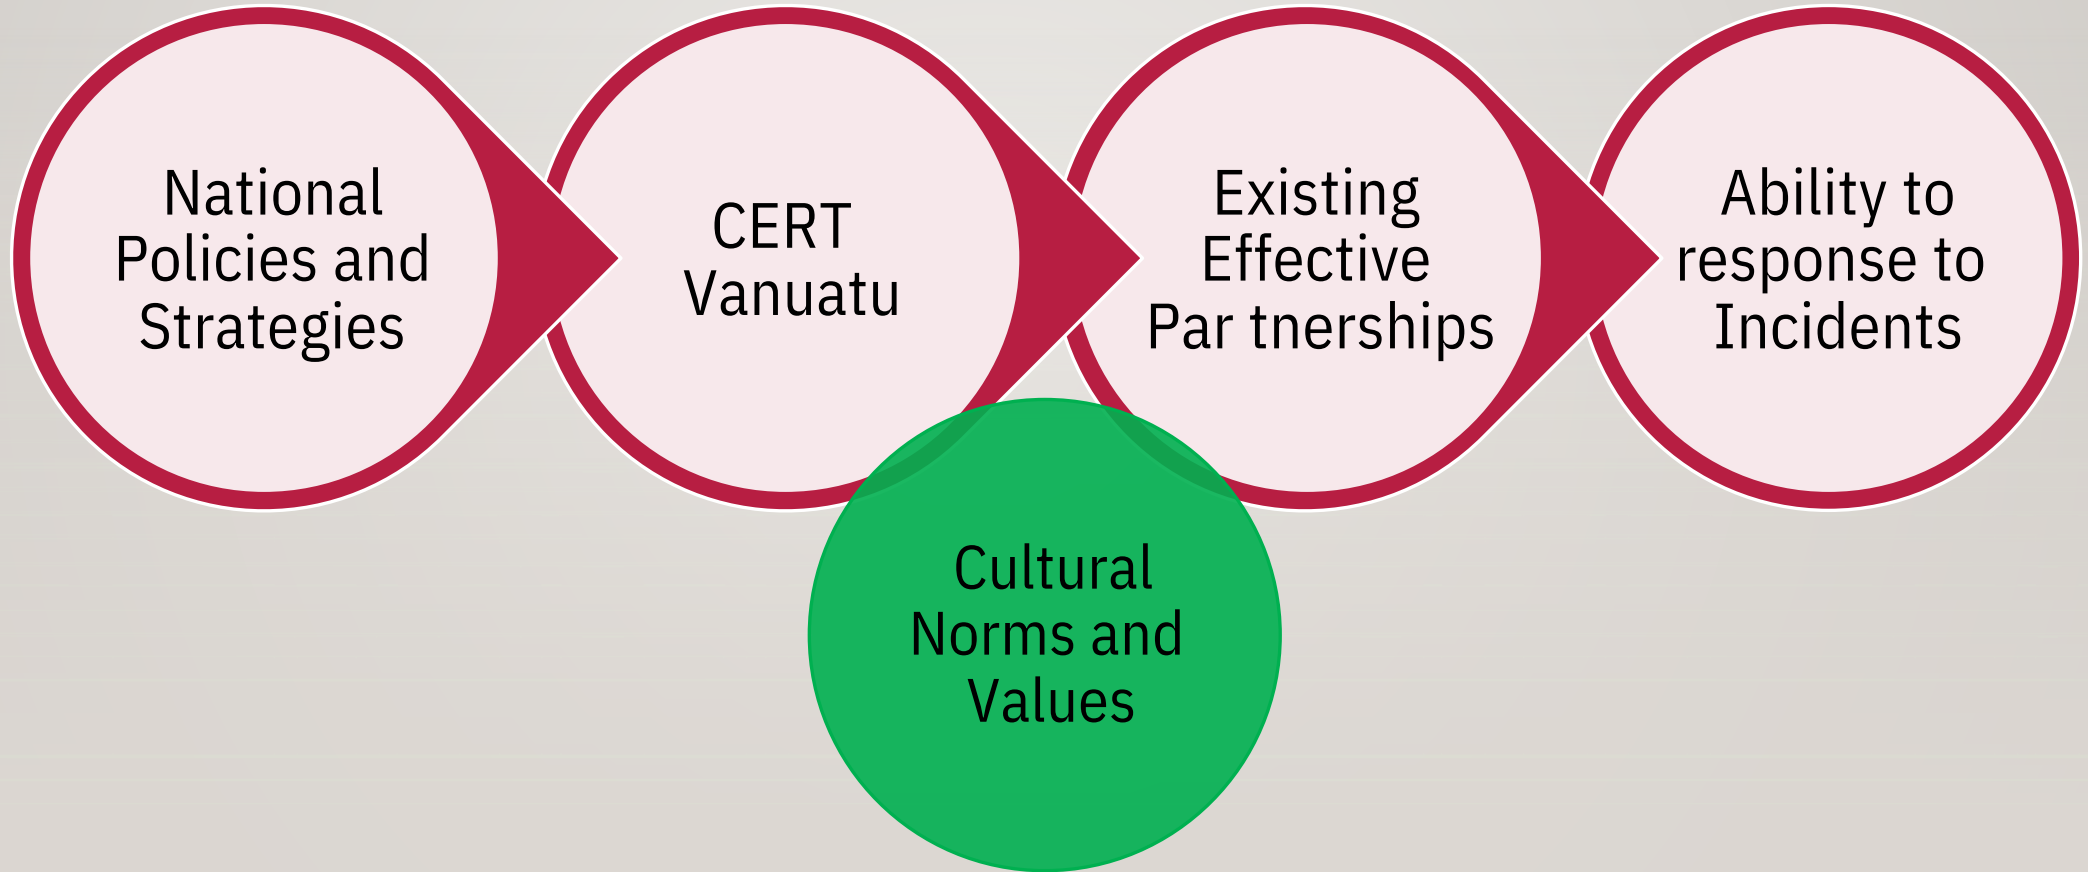 National
Policies and
Strategies
CERT
Vanuatu
Existing
Effective
Par tnerships
Ability to
response to
Incidents
Cultural
Norms and
Values